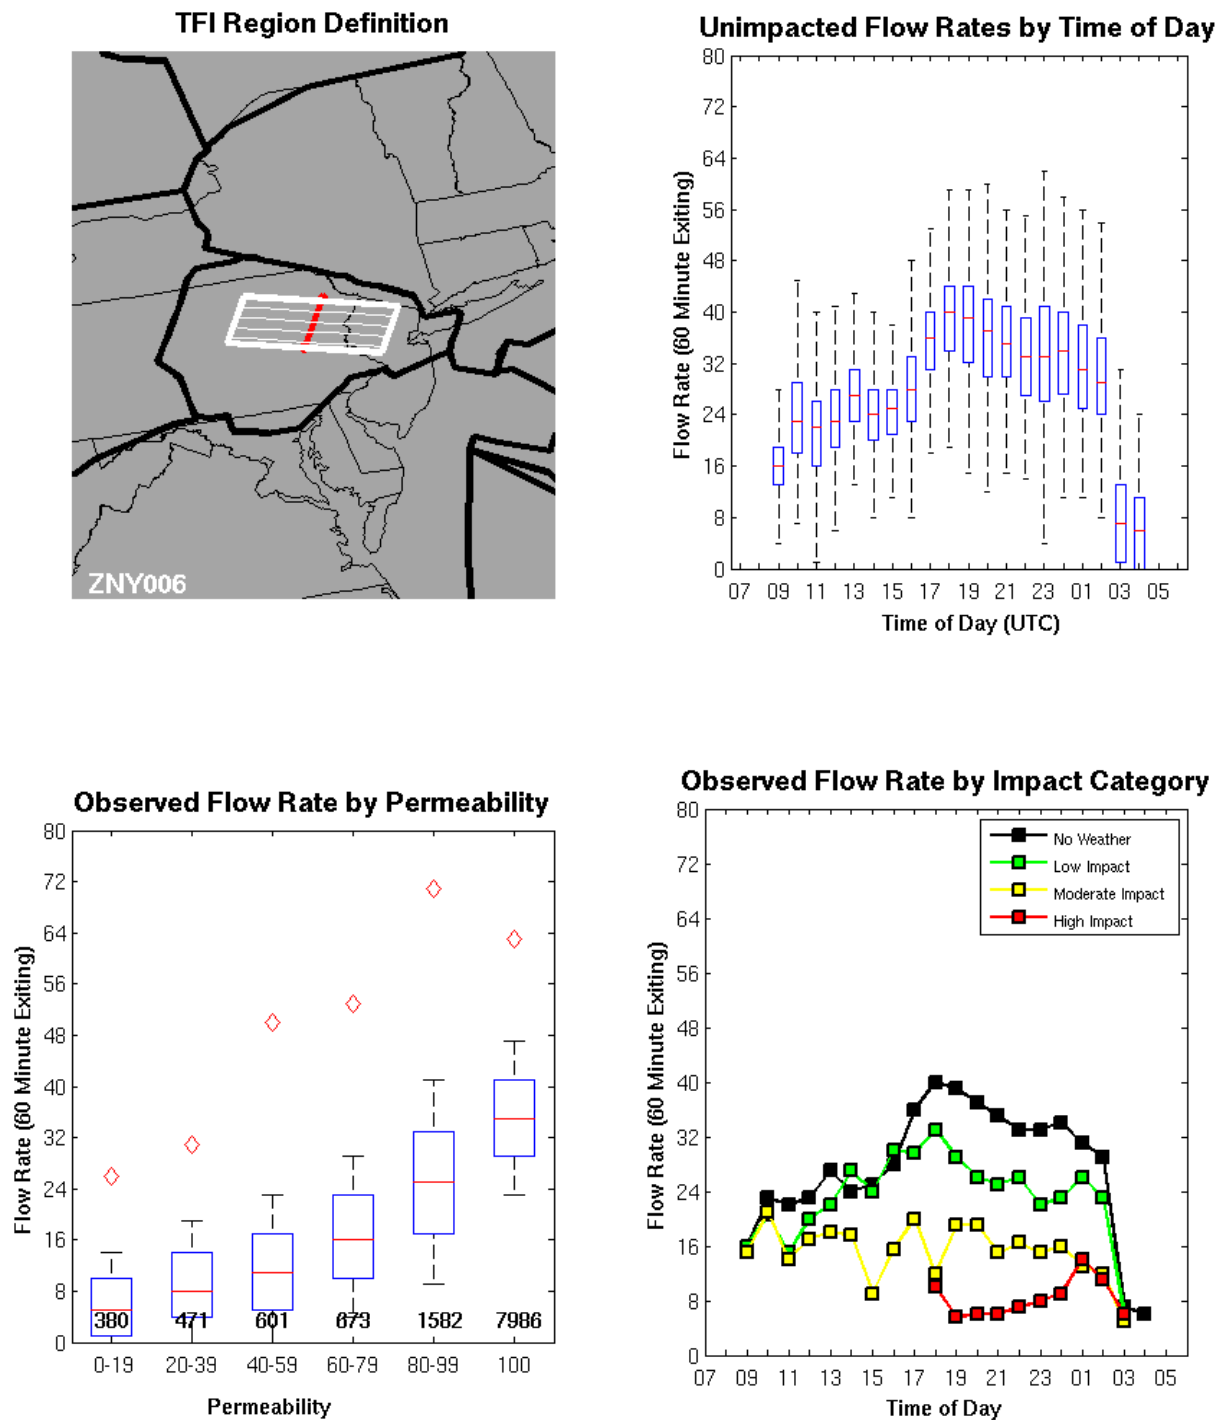 TFI Region Definition
ZNY006
Unimpacted Flow Rates by Time of Day
Flow Rate (60 Minute Exiting)
80
72
64
56
48
40
32
24
16
8
0
07 09 11 13 15 17 19 21 23 01 03 05
Time of Day (UTC)
Observed Flow Rate by Permeability
Flow Rate (60 Minute Exiting)
80
72
64
56
48
40
32
24
16
8
0
380 471 601 873 1582 7986
0-19 20-39 40-59 60-79 80-99 100
Permeability
Observed Flow Rate by Impact Category
Flow Rate (60 Minute Exiting)
80
72
64
56
48
40
32
24
16
8
0
No Weather
Low Impact
Moderate Impact
High Impact
07 09 11 13 15 17 19 21 23 01 03 05
Time of Day